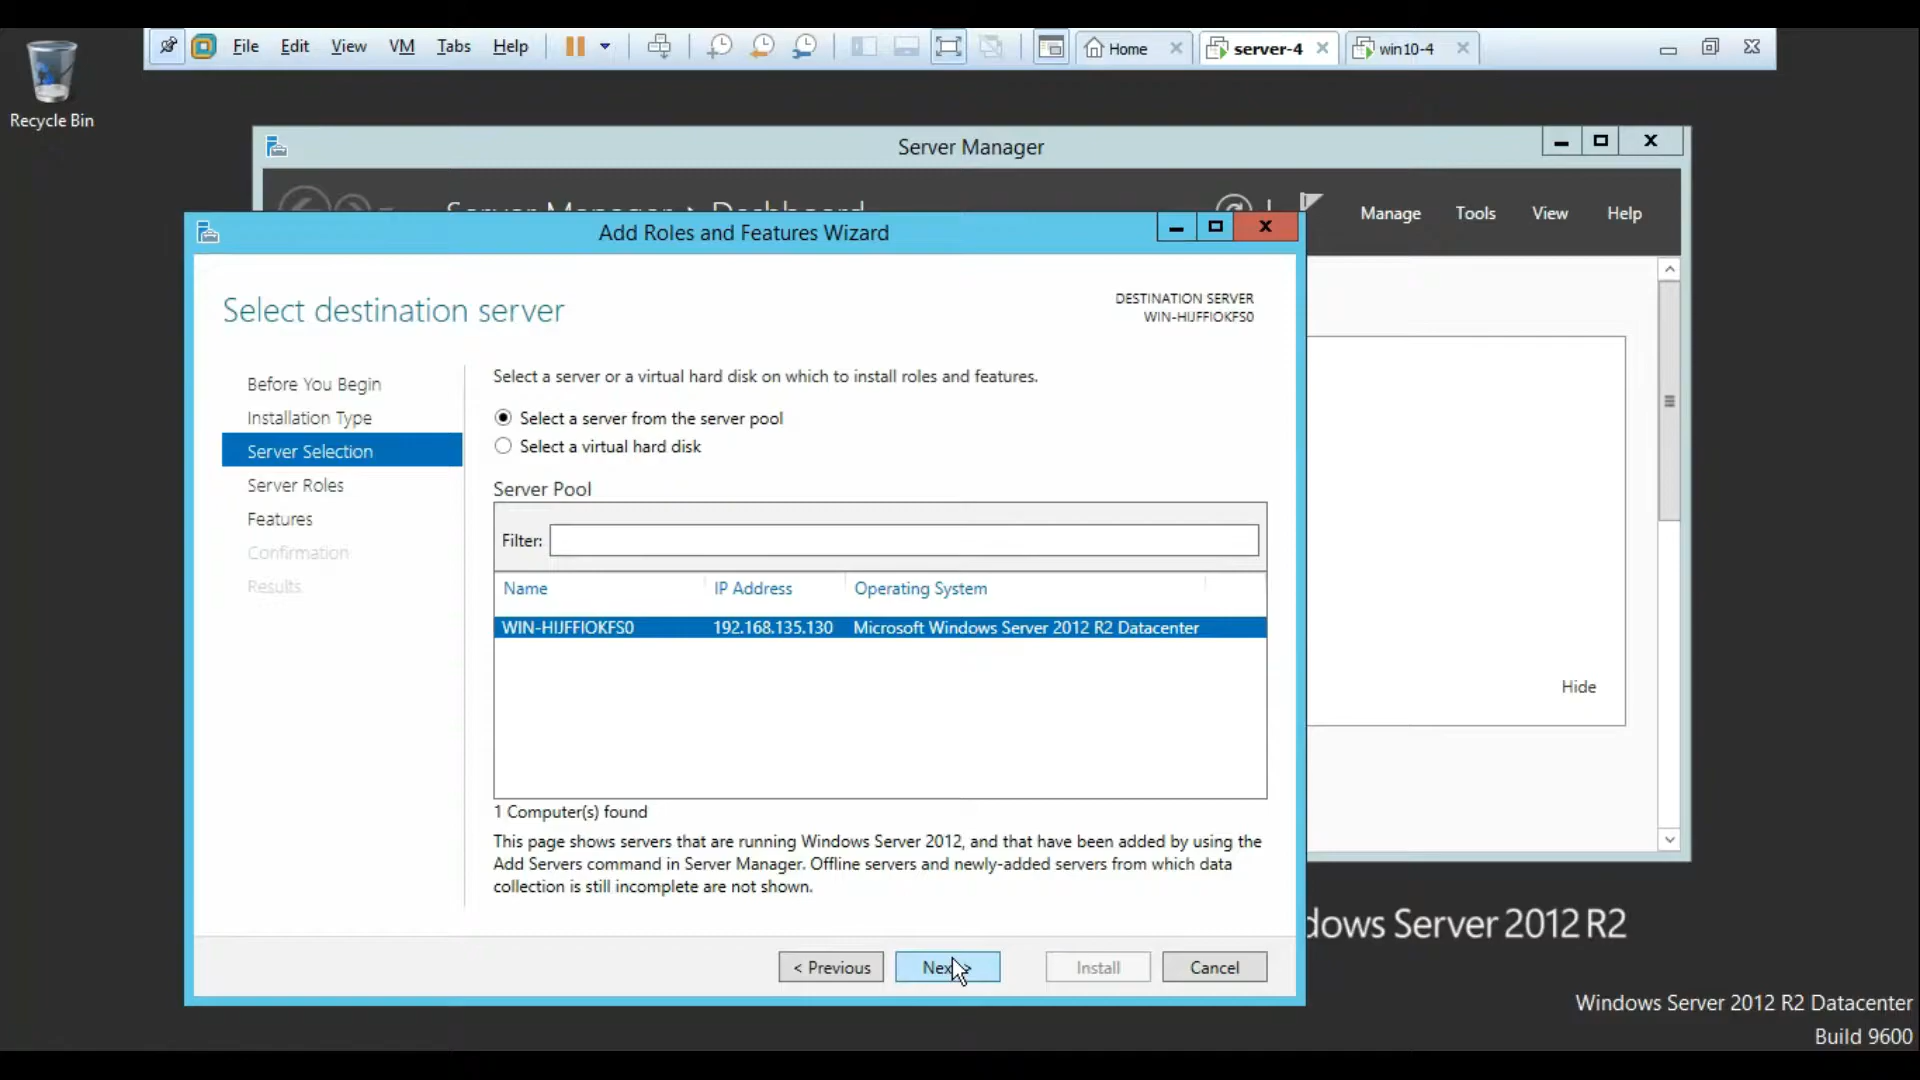 Recycle Bin
File Edit View VM Tabs Help
Home
server-4
win10-4
Server Manager
Server Manager › Dashboard
Manage Tools View Help
Add Roles and Features Wizard
Select destination server
DESTINATION SERVER
WIN-HIJFFIOKFS0
Before You Begin
Installation Type
Server Selection
Server Roles
Features
Confirmation
Results
Select a server or a virtual hard disk on which to install roles and features.
Select a server from the server pool
Select a virtual hard disk
Server Pool
Filter:
Name IP Address Operating System
WIN-HIJFFIOKFS0 192.168.135.130 Microsoft Windows Server 2012 R2 Datacenter
1 Computer(s) found
This page shows servers that are running Windows Server 2012, and that have been added by using the
Add Servers command in Server Manager. Offline servers and newly-added servers from which data
collection is still incomplete are not shown.
< Previous Next > Install Cancel
Hide
dows Server 2012 R2
Windows Server 2012 R2 Datacenter
Build 9600